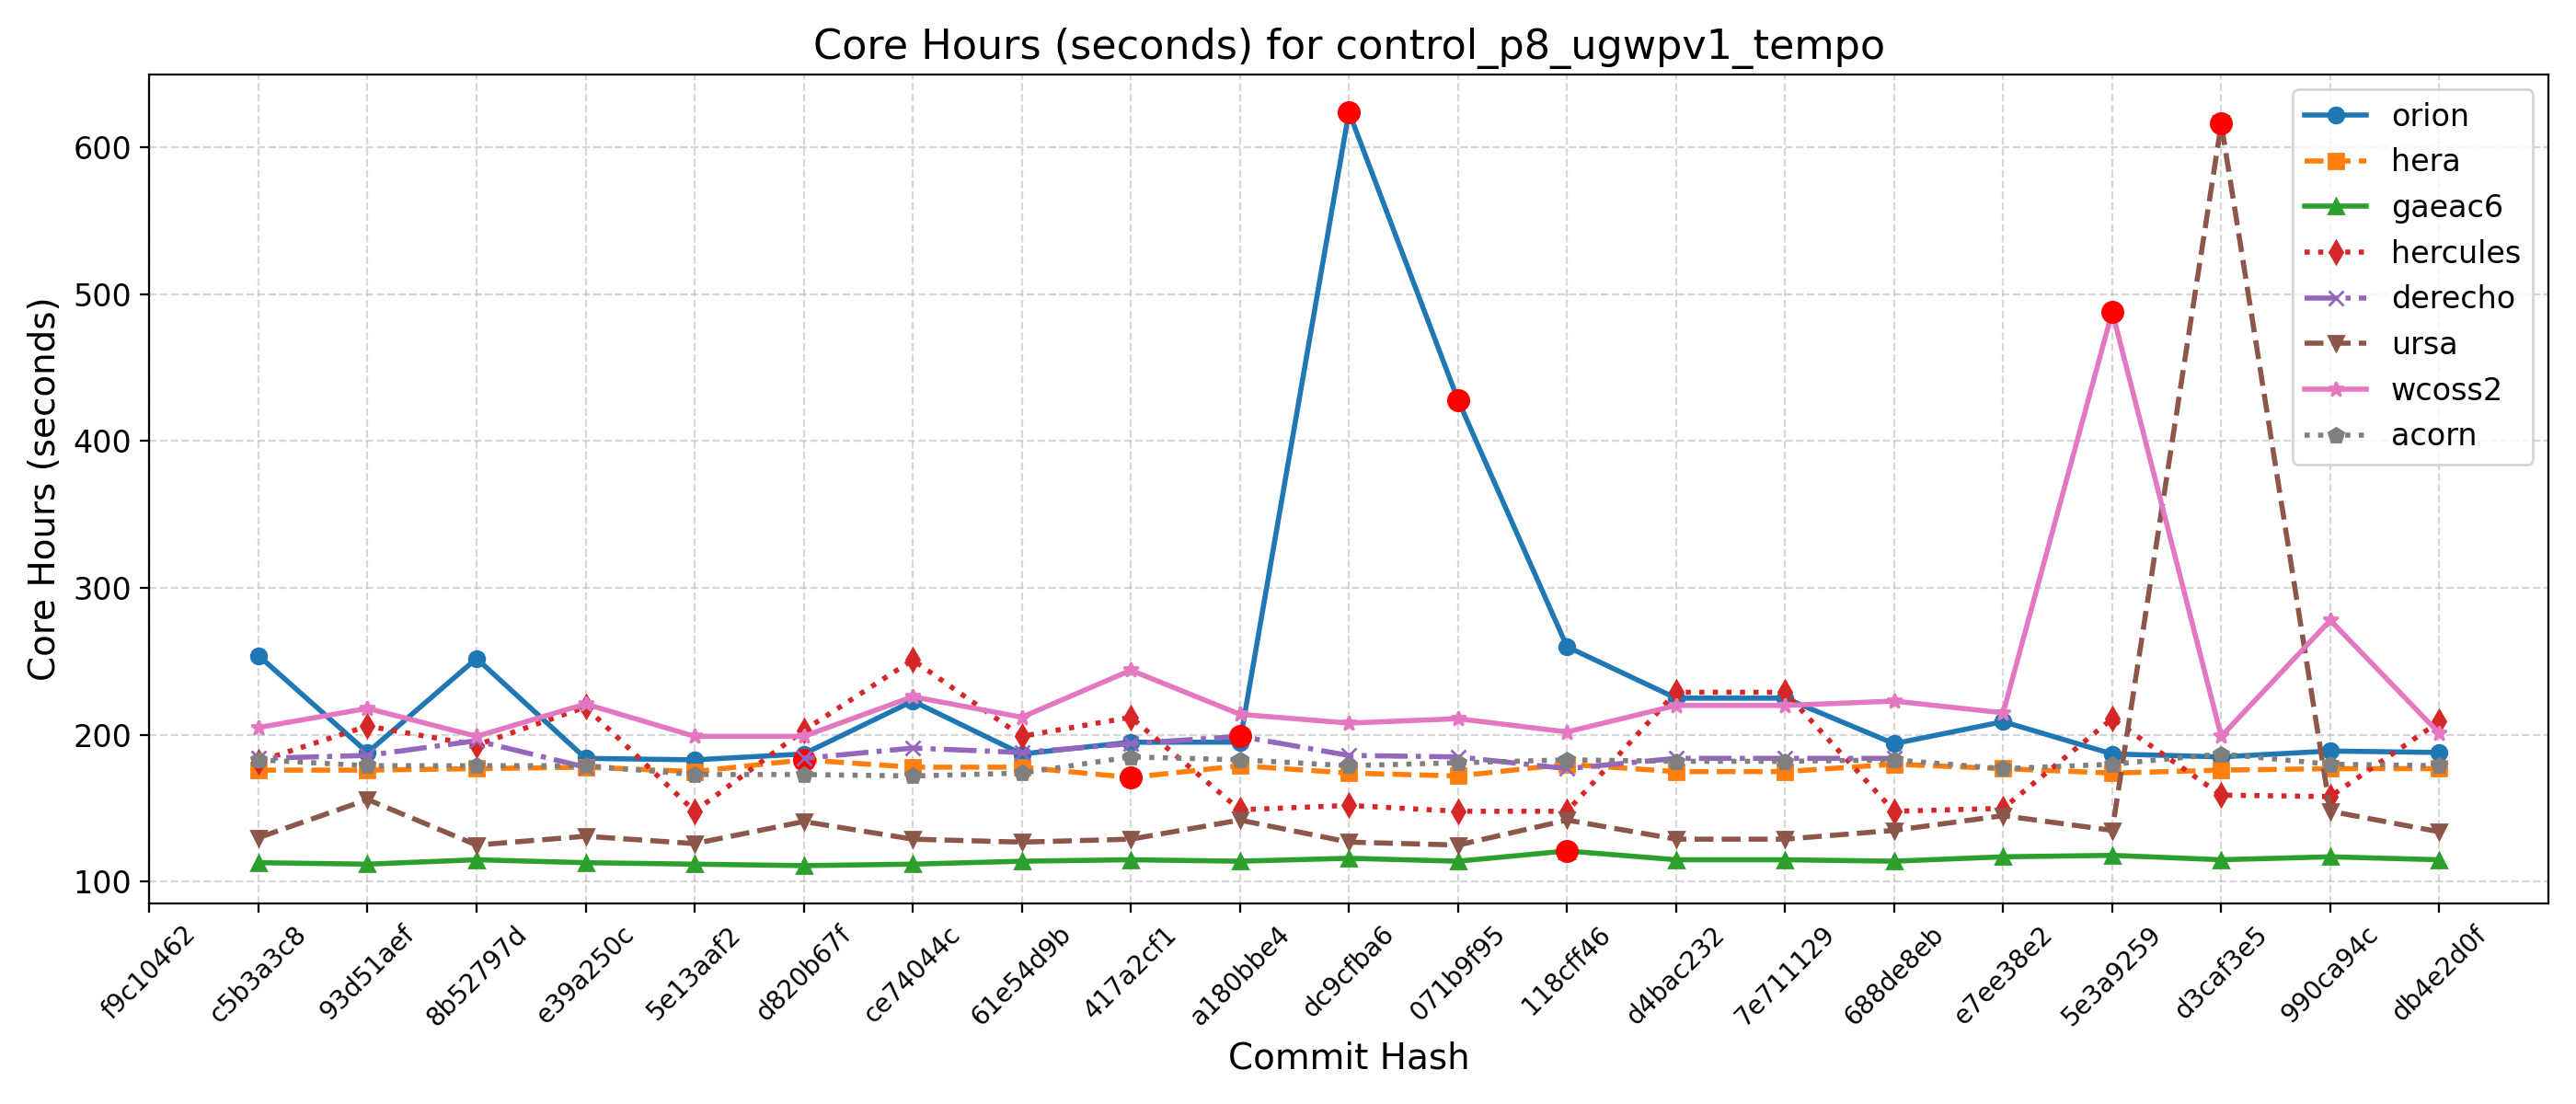 Core Hours (seconds) for control_p8_ugwpv1_tempo
Core Hours (seconds)
600
500
400
300
200
100
orion
hera
gaeac6
hercules
derecho
ursa
wcoss2
acorn
f9c10462
c5b3a3c8
93d51aef
8b52797d
e39a250c
5e13aaf2
d820b67f
ce74044c
61e54d9b
417a2cf1
a180bbe4
dc9cfba6
071b9f95
118cff46
d4bac232
7e711129
688de8eb
e7ee38e2
5e3a9259
d3caf3e5
990ca94c
db4e2d0f
Commit Hash